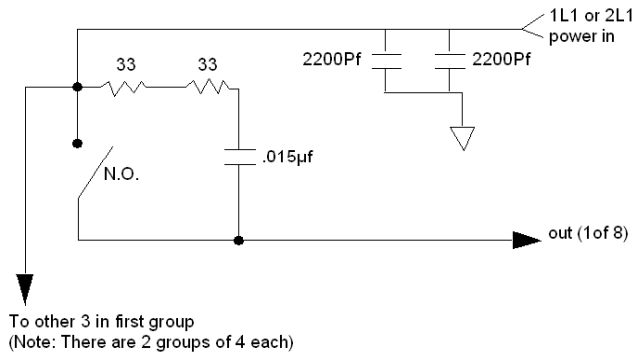 1L1 or 2L1
power in
33
33
2200Pf
2200Pf
.015µf
N.O.
out (1of 8)
To other 3 in first group
(Note: There are 2 groups of 4 each)